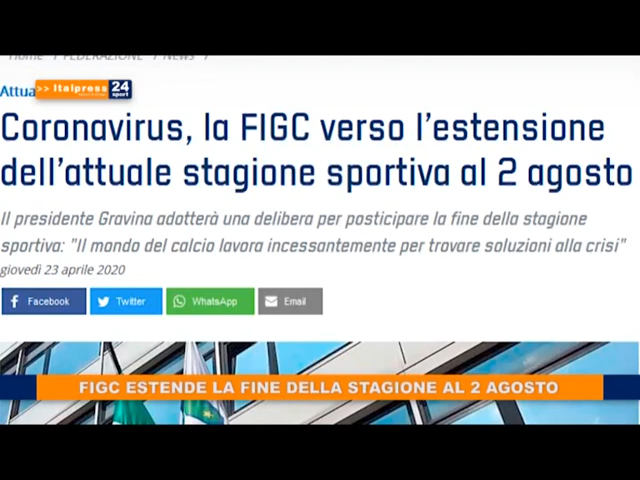 Home / FEDERAZIONE / News /
Attua
>> Italpress
24
sport
Coronavirus, la FIGC verso l'estensione
dell'attuale stagione sportiva al 2 agosto
Il presidente Gravina adotterà una delibera per posticipare la fine della stagione
sportiva: "Il mondo del calcio lavora incessantemente per trovare soluzioni alla crisi"
giovedì 23 aprile 2020
Facebook
Twitter
WhatsApp
Email
FIGC ESTENDE LA FINE DELLA STAGIONE AL 2 AGOSTO